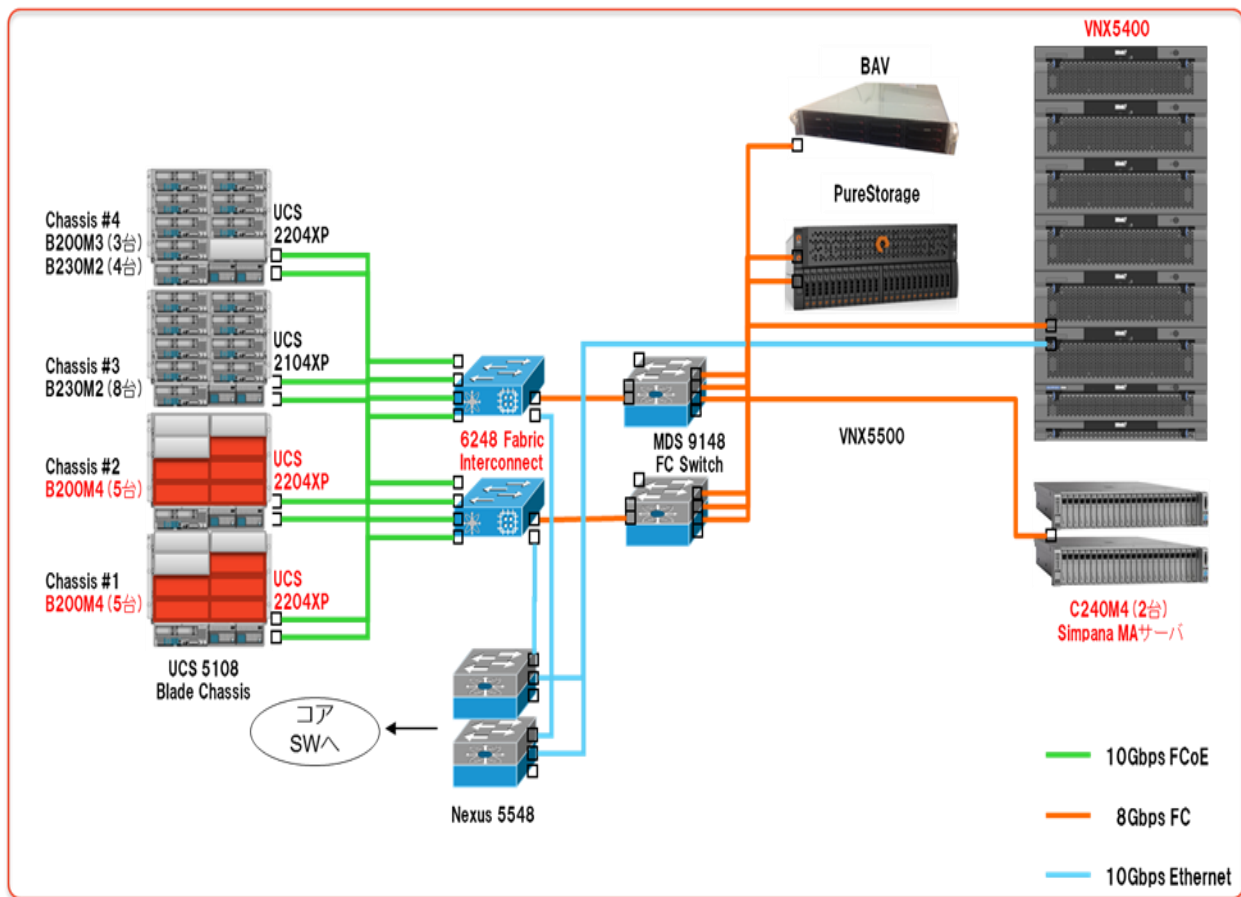 VNX5400
BAV
PureStorage
Chassis #4
B200M3 (3台)
B230M2 (4台)
UCS
2204XP
Chassis #3
B230M2 (8台)
UCS
2104XP
Chassis #2
B200M4 (5台)
UCS
2204XP
Chassis #1
B200M4 (5台)
UCS
2204XP
UCS 5108
Blade Chassis
6248 Fabric
Interconnect
MDS 9148
FC Switch
VNX5500
C240M4 (2台)
Simpana MAサーバ
コア
SWへ
Nexus 5548
10Gbps FCoE
8Gbps FC
10Gbps Ethernet